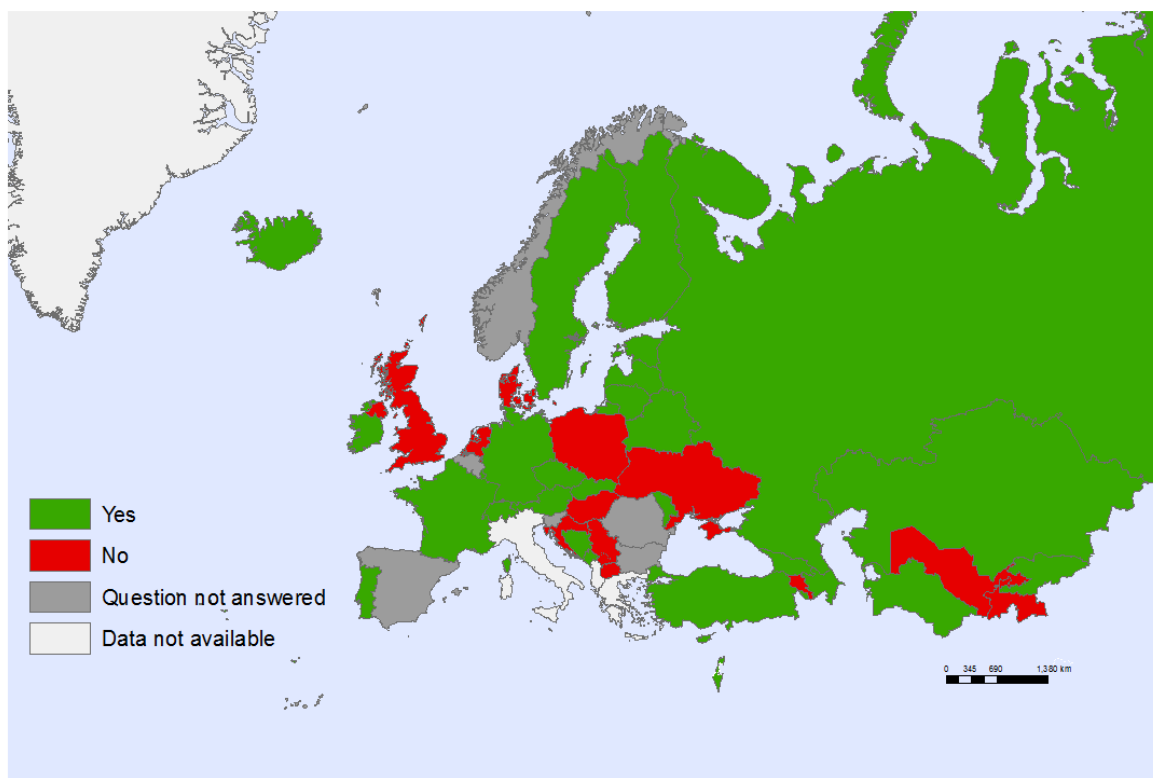 Yes
No
Question not answered
Data not available
0 345 690 1,380 km